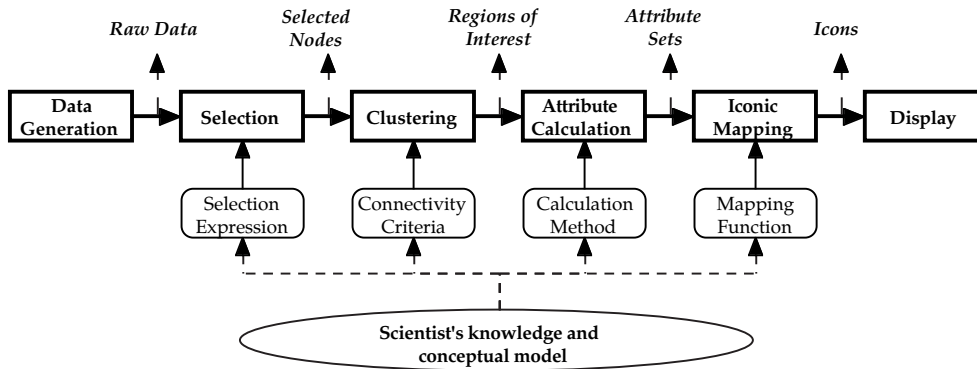 Raw Data
Selected
Nodes
Regions of
Interest
Attribute
Sets
Icons
Data
Generation
Selection
Clustering
Attribute
Calculation
Iconic
Mapping
Display
Selection
Expression
Connectivity
Criteria
Calculation
Method
Mapping
Function
Scientist's knowledge and
conceptual model